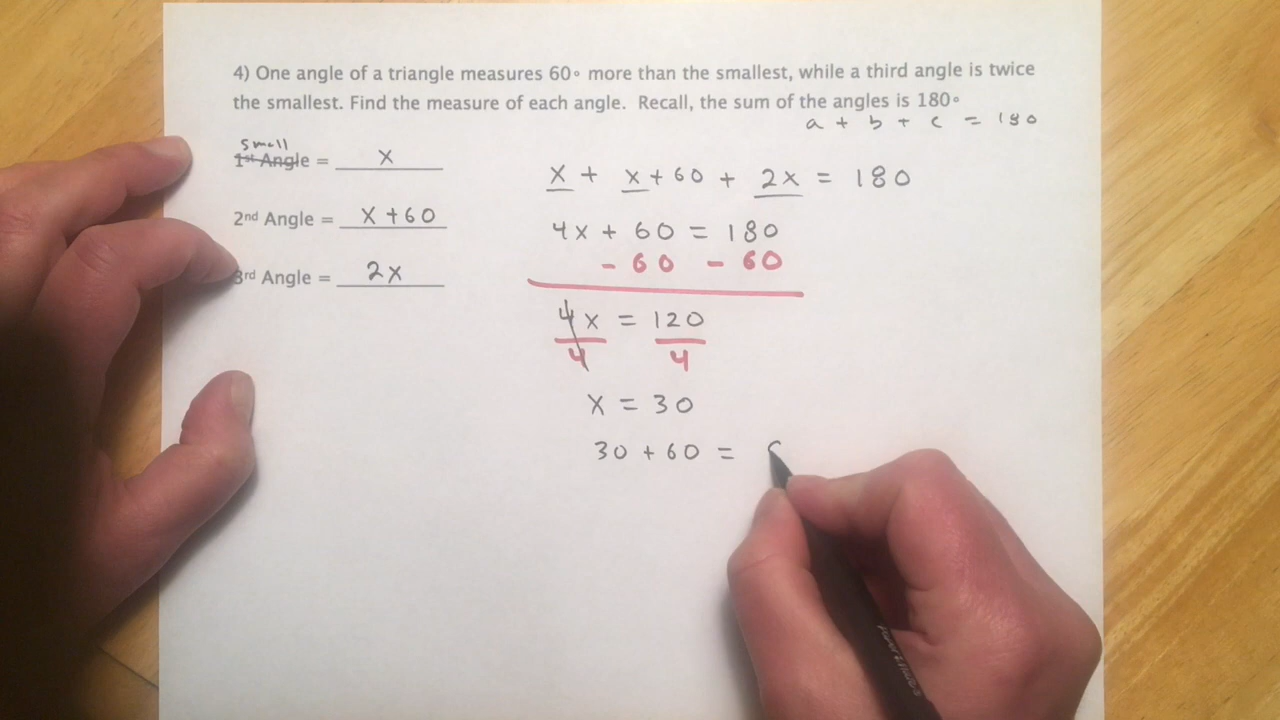 4) One angle of a triangle measures 60° more than the smallest, while a third angle is twice
the smallest. Find the measure of each angle. Recall, the sum of the angles is 180°
a + b + c = 180
small
1st Angle = x
2nd Angle = x + 60
3rd Angle = 2x
x + x + 60 + 2x = 180
4x + 60 = 180
- 60 - 60
4x = 120
4 4
x = 30
30 + 60 =